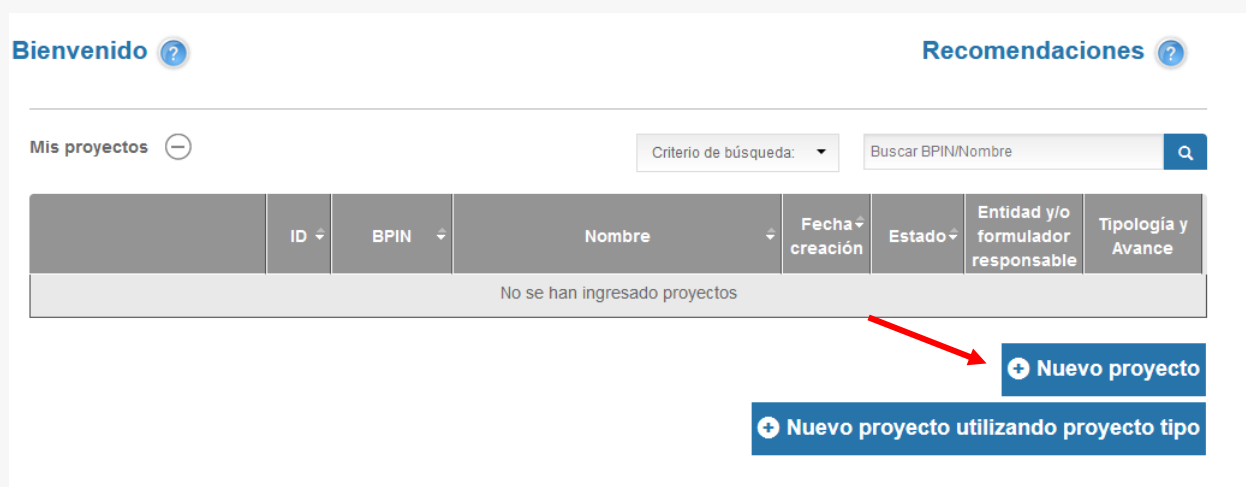 Bienvenido ?
Recomendaciones ?
Mis proyectos
Criterio de búsqueda:
Buscar BPIN/Nombre
ID
BPIN
Nombre
Fecha
creación
Estado
Entidad y/o
formulador
responsable
Tipología y
Avance
No se han ingresado proyectos
Nuevo proyecto
Nuevo proyecto utilizando proyecto tipo